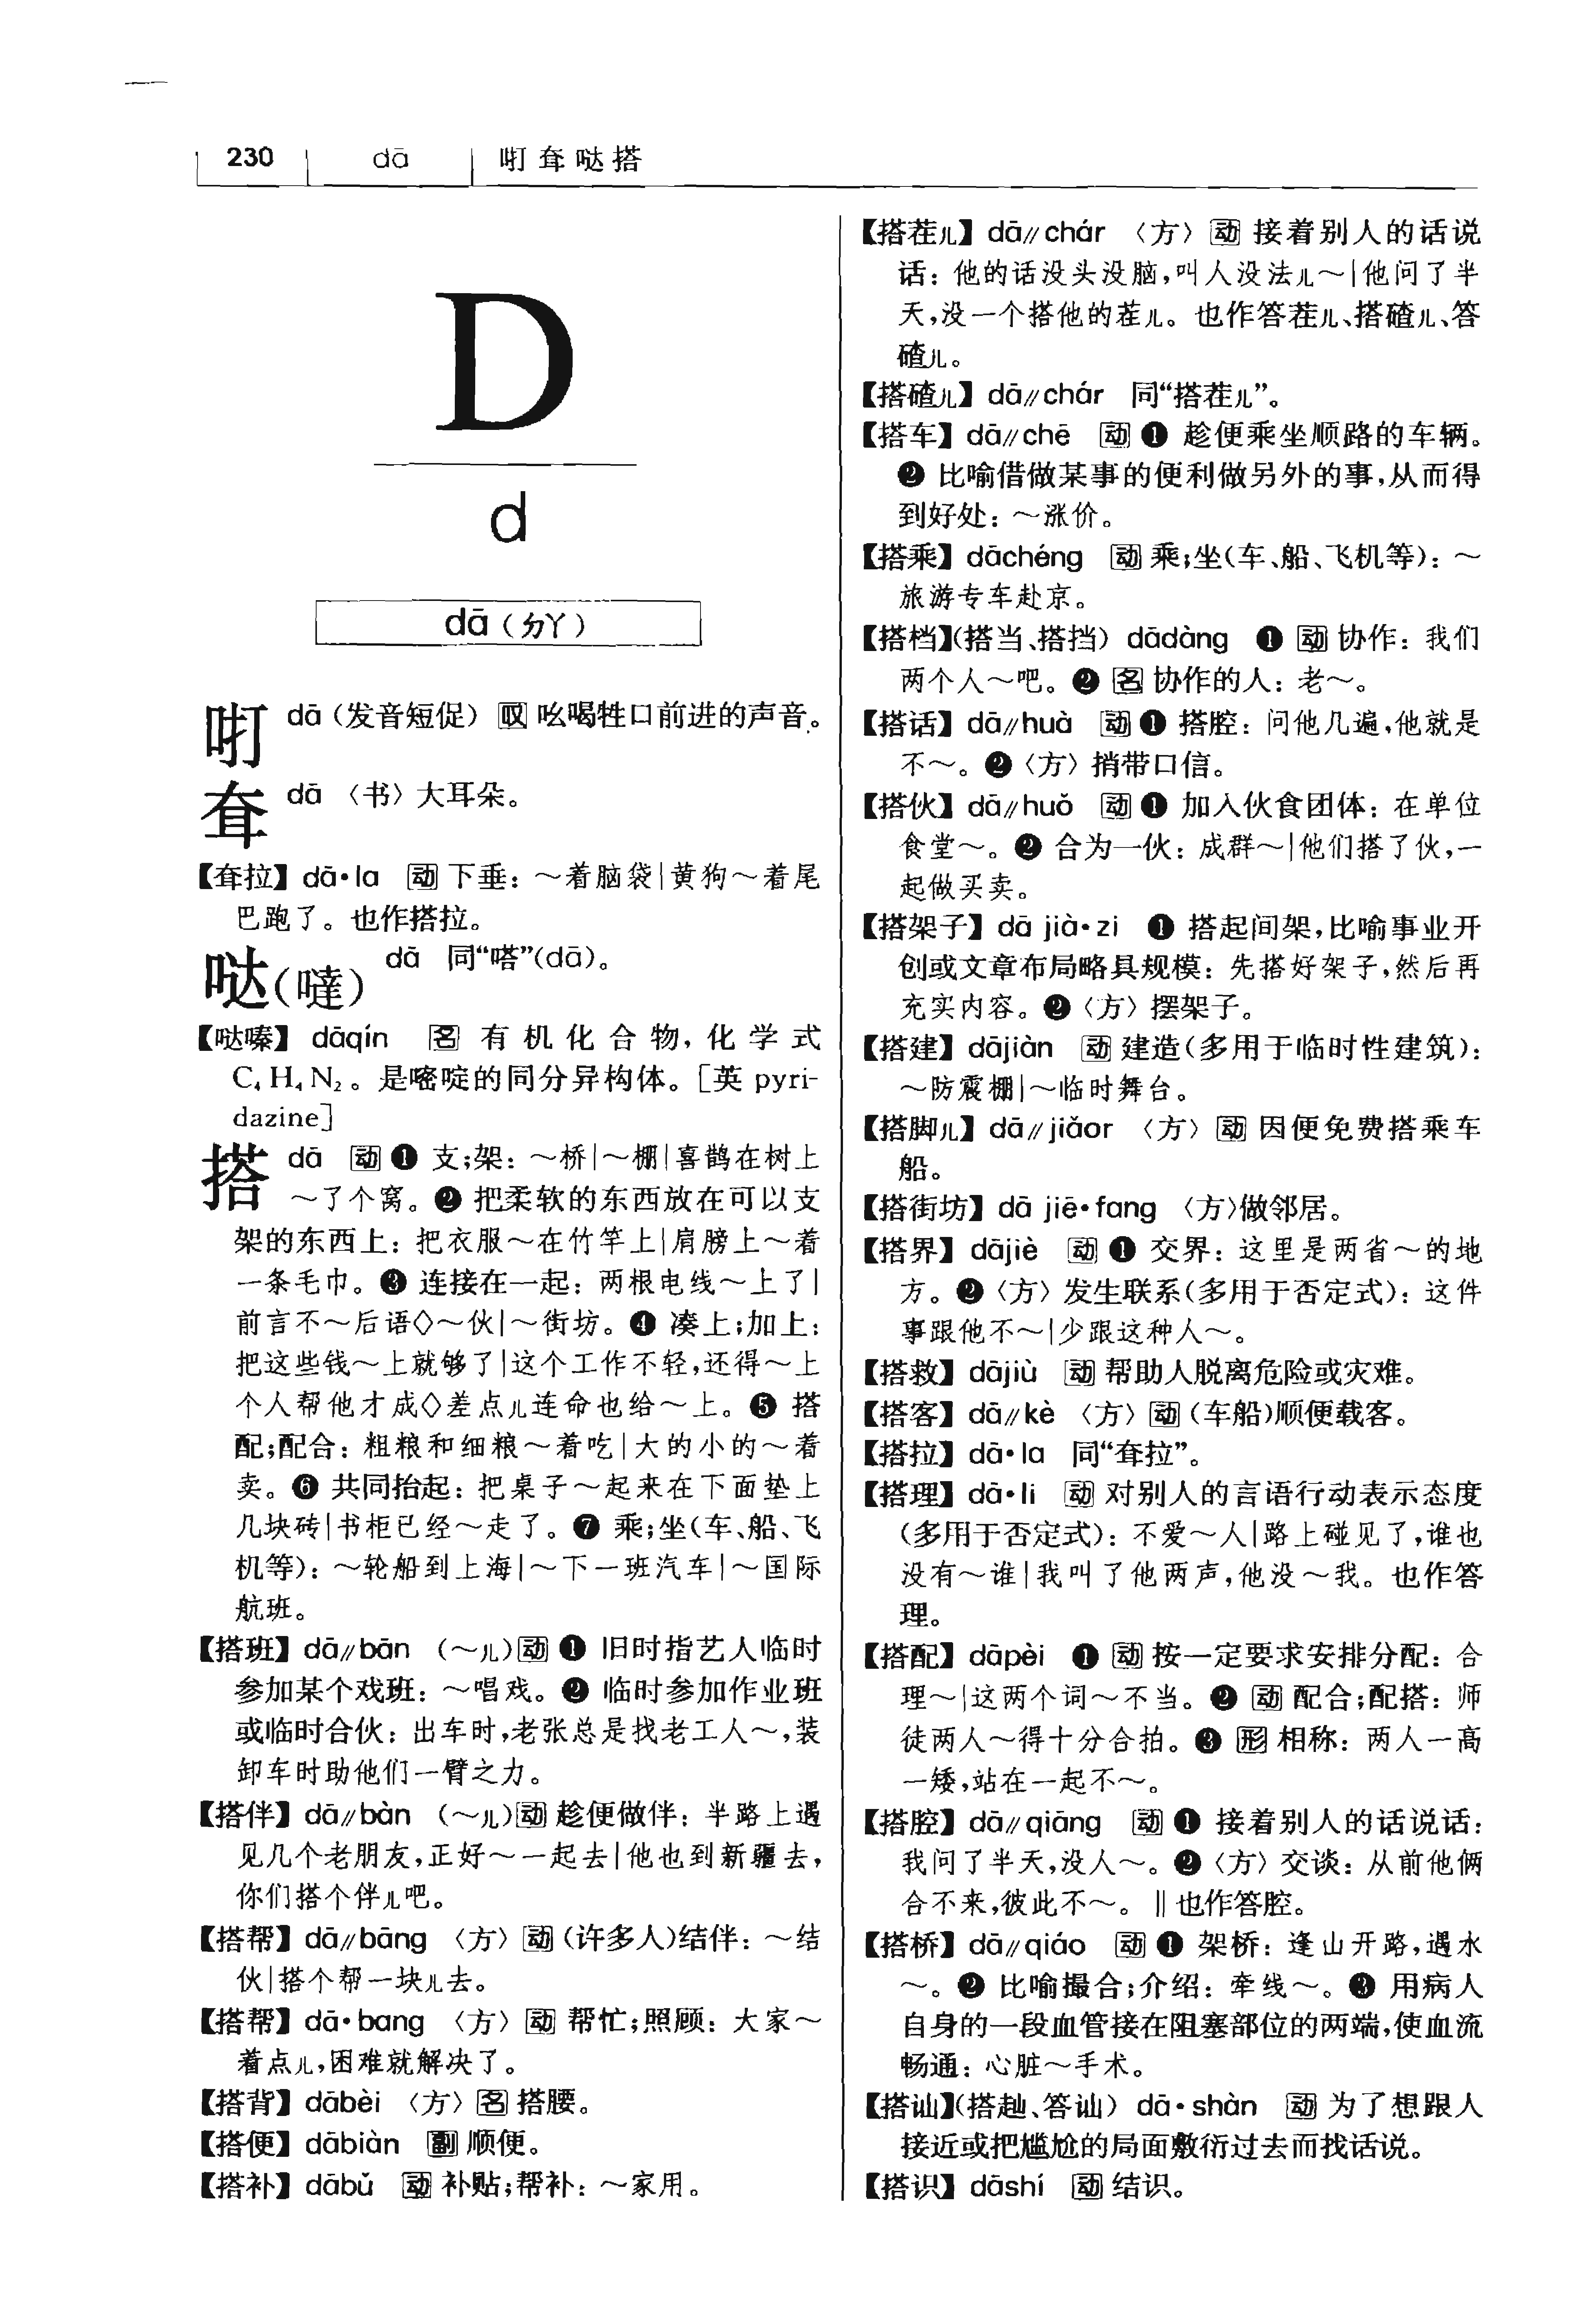 230 dā 𠯿耷哒搭
D
d
dā（ㄉㄚ）
dā（发音短促）叹 吆喝牲口前进的声音。
耷 dā 〈书〉大耳朵。
【耷拉】dā·la 动 下垂：～着脑袋|黄狗～着尾
巴跑了。也作搭拉。
哒(噠) dā 同“嗒”(dā)。
【哒嗪】dāqín 名 有机化合物，化学式
C₄H₄N₂。是嘧啶的同分异构体。[英 pyri-
dazine]
搭 dā 动 ❶ 支；架：～桥|～棚|喜鹊在树上
～了个窝。❷ 把柔软的东西放在可以支
架的东西上：把衣服～在竹竿上|肩膀上～着
一条毛巾。❸ 连接在一起：两根电线～上了|
前言不～后语◇～伙|～街坊。❹ 凑上；加上：
把这些钱～上就够了|这个工作不轻，还得～上
个人帮他才成◇差点儿连命也给～上。❺ 搭
配；配合：粗粮和细粮～着吃|大的小的～着
卖。❻ 共同抬起：把桌子～起来在下面垫上
几块砖|书柜已经～走了。❼ 乘；坐（车、船、飞
机等）：～轮船到上海|～下一班汽车|～国际
航班。
【搭班】dā∥bān （～儿）动 ❶ 旧时指艺人临时
参加某个戏班：～唱戏。❷ 临时参加作业班
或临时合伙：出车时，老张总是找老工人～，装
卸车时助他们一臂之力。
【搭伴】dā∥bàn （～儿）动 趁便做伴：半路上遇
见几个老朋友，正好～一起去|他也到新疆去，
你们搭个伴儿吧。
【搭帮】dā∥bāng 〈方〉动（许多人）结伴：～结
伙|搭个帮一块儿去。
【搭帮】dā·bang 〈方〉动 帮忙；照顾：大家～
着点儿，困难就解决了。
【搭背】dābèi 〈方〉名 搭腰。
【搭便】dābiàn 副 顺便。
【搭补】dābǔ 动 补贴；帮补：～家用。
【搭茬儿】dā∥chár 〈方〉动 接着别人的话说
话：他的话没头没脑，叫人没法儿～|他问了半
天，没一个搭他的茬儿。也作答茬儿、搭碴儿、答
碴儿。
【搭碴儿】dā∥chár 同“搭茬儿”。
【搭车】dā∥chē 动 ❶ 趁便乘坐顺路的车辆。
❷ 比喻借做某事的便利做另外的事，从而得
到好处：～涨价。
【搭乘】dāchéng 动 乘；坐（车、船、飞机等）：～
旅游专车赴京。
【搭档】（搭当、搭挡）dādàng ❶ 动 协作：我们
两个人～吧。❷ 名 协作的人：老～。
【搭话】dā∥huà 动 ❶ 搭腔：问他几遍，他就是
不～。❷〈方〉捎带口信。
【搭伙】dā∥huǒ 动 ❶ 加入伙食团体：在单位
食堂～。❷ 合为一伙：成群～|他们搭了伙，一
起做买卖。
【搭架子】dā jià·zi ❶ 搭起间架，比喻事业开
创或文章布局略具规模：先搭好架子，然后再
充实内容。❷〈方〉摆架子。
【搭建】dājiàn 动 建造（多用于临时性建筑）：
～防震棚|～临时舞台。
【搭脚儿】dā∥jiǎor 〈方〉动 因便免费搭乘车
船。
【搭街坊】dā jiē·fang 〈方〉做邻居。
【搭界】dājiè 动 ❶ 交界：这里是两省～的地
方。❷〈方〉发生联系（多用于否定式）：这件
事跟他不～|少跟这种人～。
【搭救】dājiù 动 帮助人脱离危险或灾难。
【搭客】dā∥kè 〈方〉动（车船）顺便载客。
【搭拉】dā·la 同“耷拉”。
【搭理】dā·li 动 对别人的言语行动表示态度
（多用于否定式）：不爱～人|路上碰见了，谁也
没有～谁|我叫了他两声，他没～我。也作答
理。
【搭配】dāpèi ❶ 动 按一定要求安排分配：合
理～|这两个词～不当。❷ 动 配合；配搭：师
徒两人～得十分合拍。❸ 形 相称：两人一高
一矮，站在一起不～。
【搭腔】dā∥qiāng 动 ❶ 接着别人的话说话：
我问了半天，没人～。❷〈方〉交谈：从前他俩
合不来，彼此不～。‖也作答腔。
【搭桥】dā∥qiáo 动 ❶ 架桥：逢山开路，遇水
～。❷ 比喻撮合；介绍：牵线～。❸ 用病人
自身的一段血管接在阻塞部位的两端，使血流
畅通：心脏～手术。
【搭讪】（搭赸、答讪）dā·shàn 动 为了想跟人
接近或把尴尬的局面敷衍过去而找话说。
【搭识】dāshí 动 结识。